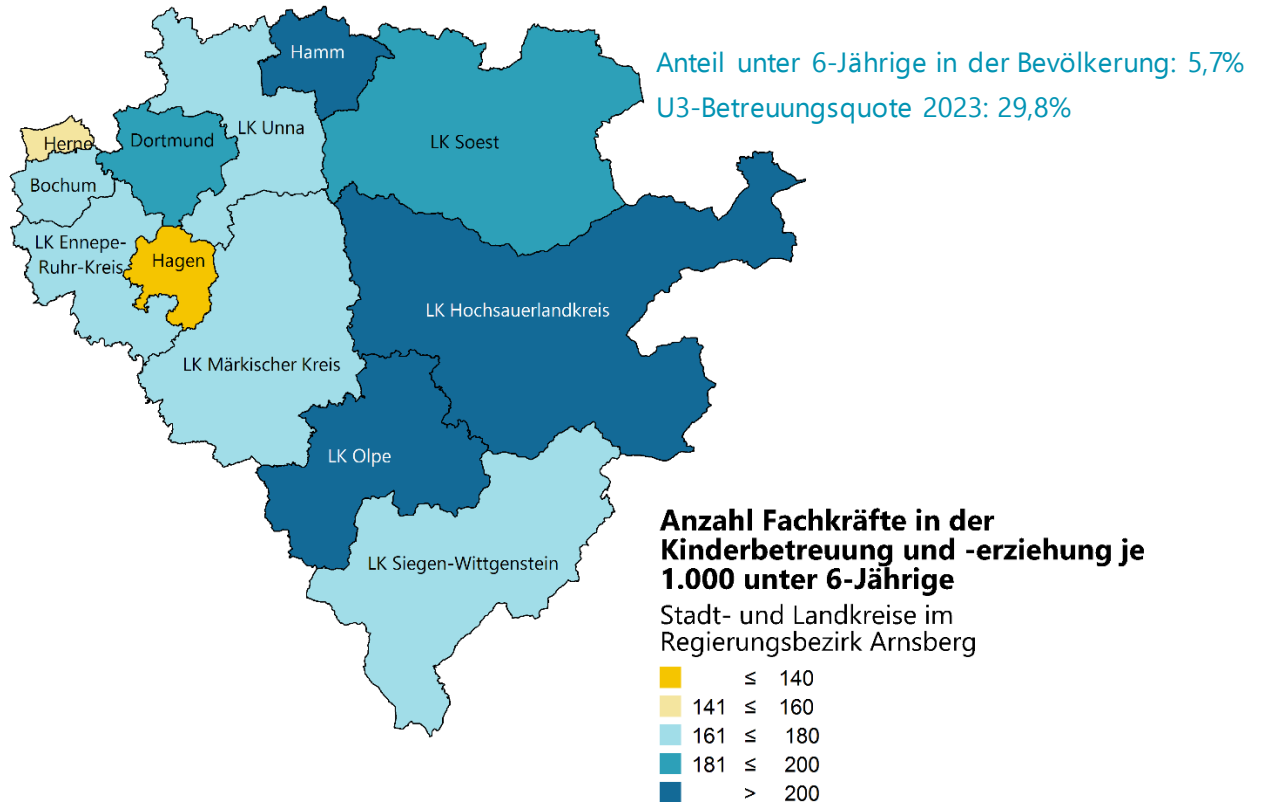 Hamm
Anteil unter 6-Jährige in der Bevölkerung: 5,7%
U3-Betreuungsquote 2023: 29,8%
LK Unna
Herne
Dortmund
LK Soest
Bochum
LK Ennepe-
Ruhr-Kreis
Hagen
LK Hochsauerlandkreis
LK Märkischer Kreis
LK Olpe
LK Siegen-Wittgenstein
Anzahl Fachkräfte in der
Kinderbetreuung und -erziehung je
1.000 unter 6-Jährige
Stadt- und Landkreise im
Regierungsbezirk Arnsberg
≤ 140
141 ≤ 160
161 ≤ 180
181 ≤ 200
> 200